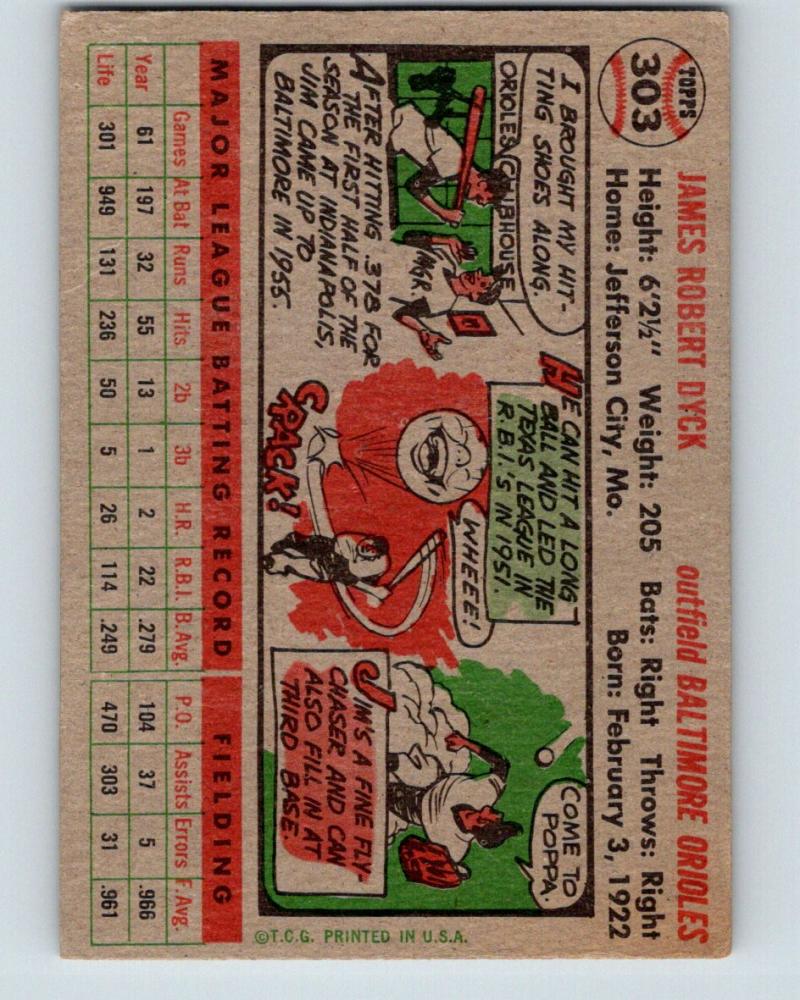 TOPPS
303
JAMES ROBERT DYCK outfield BALTIMORE ORIOLES
Height: 6'2½" Weight: 205 Bats: Right Throws: Right
Home: Jefferson City, Mo. Born: February 3, 1922
I BROUGHT MY HIT-
TING SHOES ALONG.
ORIOLES CLUBHOUSE
MGR
AFTER HITTING .378 FOR
THE FIRST HALF OF THE
SEASON AT INDIANAPOLIS,
JIM CAME UP TO
BALTIMORE IN 1955.
HE CAN HIT A LONG
BALL AND LED THE
TEXAS LEAGUE IN
R.B.I.'S IN 1951.
WHEEE!
CRACK!
COME TO
POPPA.
JIM'S A FINE FLY-
CHASER AND CAN
ALSO FILL IN AT
THIRD BASE
MAJOR LEAGUE BATTING RECORD FIELDING
Games At Bat Runs Hits 2b 3b H.R. R.B.I. B.Avg. P.O. Assists Errors F.Avg.
Year 61 197 32 55 13 1 2 22 .279 104 37 5 .966
Life 301 949 131 236 50 5 26 114 .249 470 303 31 .961
©T.C.G. PRINTED IN U.S.A.